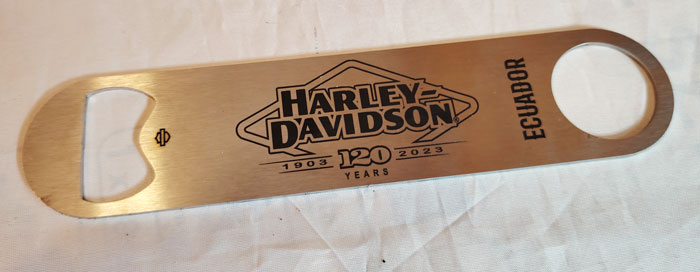 HARLEY-
DAVIDSON
1903 120 2023
YEARS
ECUADOR